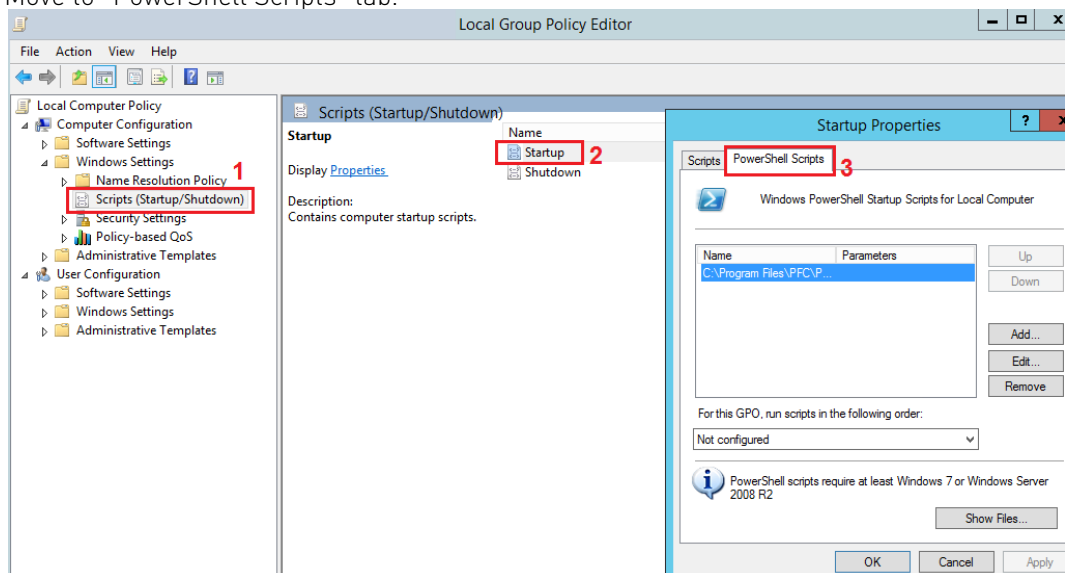 Move to "PowerShell Scripts" tab.
Local Group Policy Editor
File Action View Help
Local Computer Policy
Computer Configuration
Software Settings
Windows Settings
Name Resolution Policy
1
Scripts (Startup/Shutdown)
Security Settings
Policy-based QoS
Administrative Templates
User Configuration
Software Settings
Windows Settings
Administrative Templates
Scripts (Startup/Shutdown)
Startup
Display Properties
Description:
Contains computer startup scripts.
Name
Startup
2
Shutdown
Startup Properties
Scripts
PowerShell Scripts
3
Windows PowerShell Startup Scripts for Local Computer
Name Parameters
C:\Program Files\PFC\P...
Up
Down
Add...
Edit...
Remove
For this GPO, run scripts in the following order:
Not configured
PowerShell scripts require at least Windows 7 or Windows Server
2008 R2
Show Files...
OK Cancel Apply